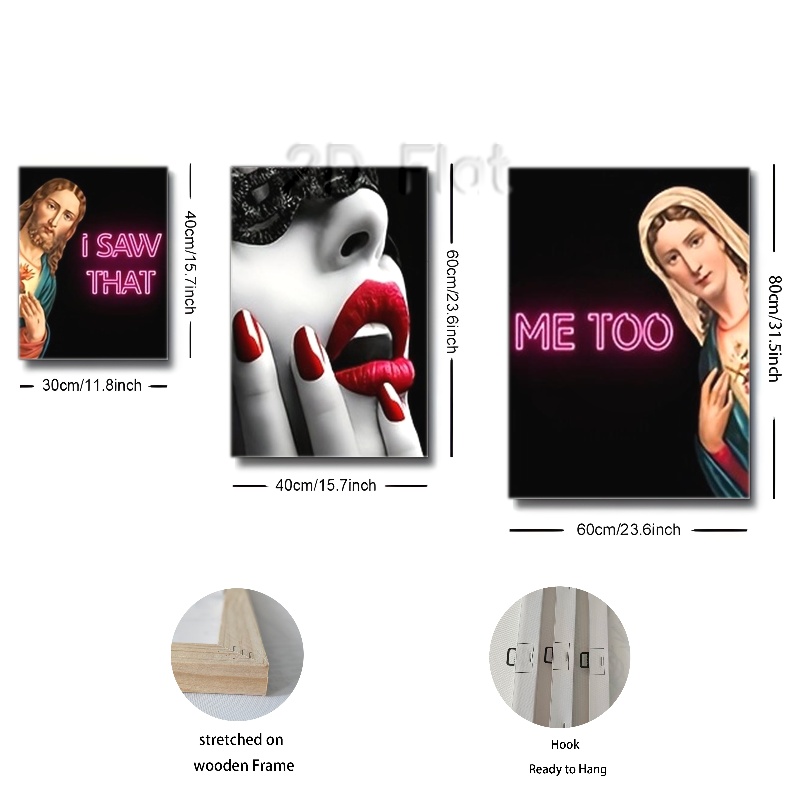 2D Flat
i SAW
THAT
40cm/15.7inch
30cm/11.8inch
60cm/23.6inch
40cm/15.7inch
ME TOO
80cm/31.5inch
60cm/23.6inch
stretched on
wooden Frame
Hook
Ready to Hang